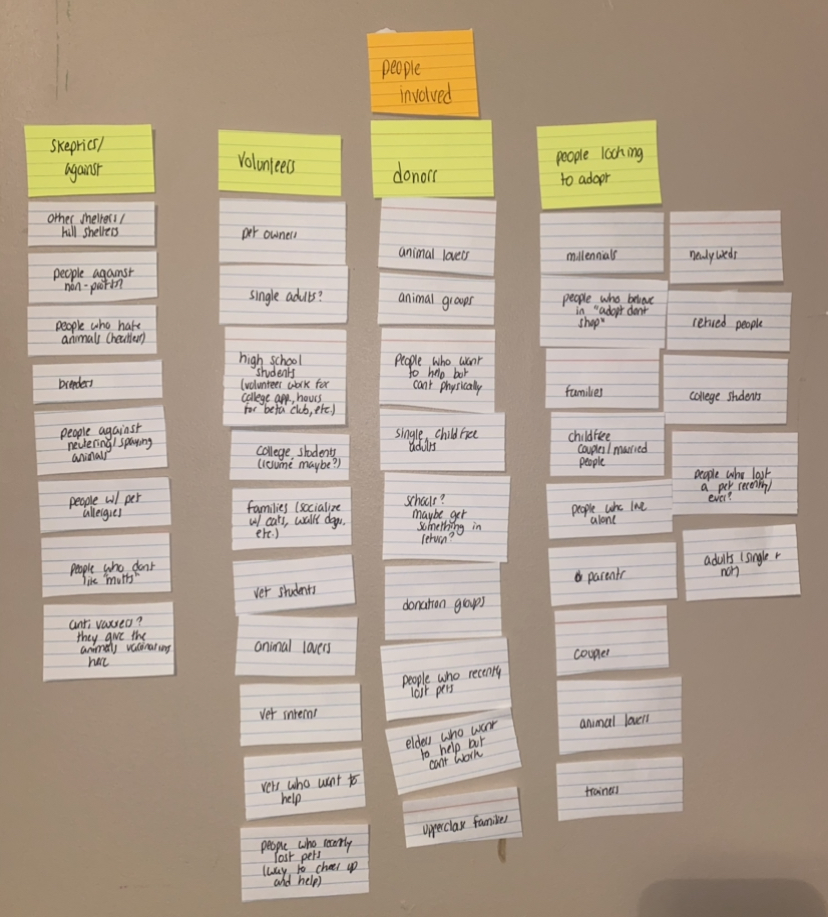 people
involved
skeptics/
against
other shelters/
kill shelters
people against
non-profits?
people who hate
animals (heartless)
breeders
people against
neutering/spaying
animals
people w/ pet
allergies
people who dont
like "mutts"
anti vaxxers?
they give the
animals vaccinations
here
Volunteers
pet owners
single adults?
high school
students
(volunteer work for
college app, hours
for beta club, etc.)
college students
(resume maybe?)
families (socialize
w/ cats, walk dogs,
etc.)
vet students
animal lovers
vet interns
vets who want to
help
people who recently
lost pets
(way to cheer up
and help)
donors
animal lovers
animal groups
People who want
to help but
cant physically
single, childfree
adults
schools?
maybe get
something in
return?
donation groups
people who recently
lost pets
elders who want
to help but
cant work
upperclass families
people looking
to adopt
millennials
people who believe
in "adopt dont
shop"
families
childfree
couples/married
people
people who live
alone
parents
couples
animal lovers
trainers
newlyweds
retired people
college students
people who lost
a pet recently/
ever?
adults (single +
not)